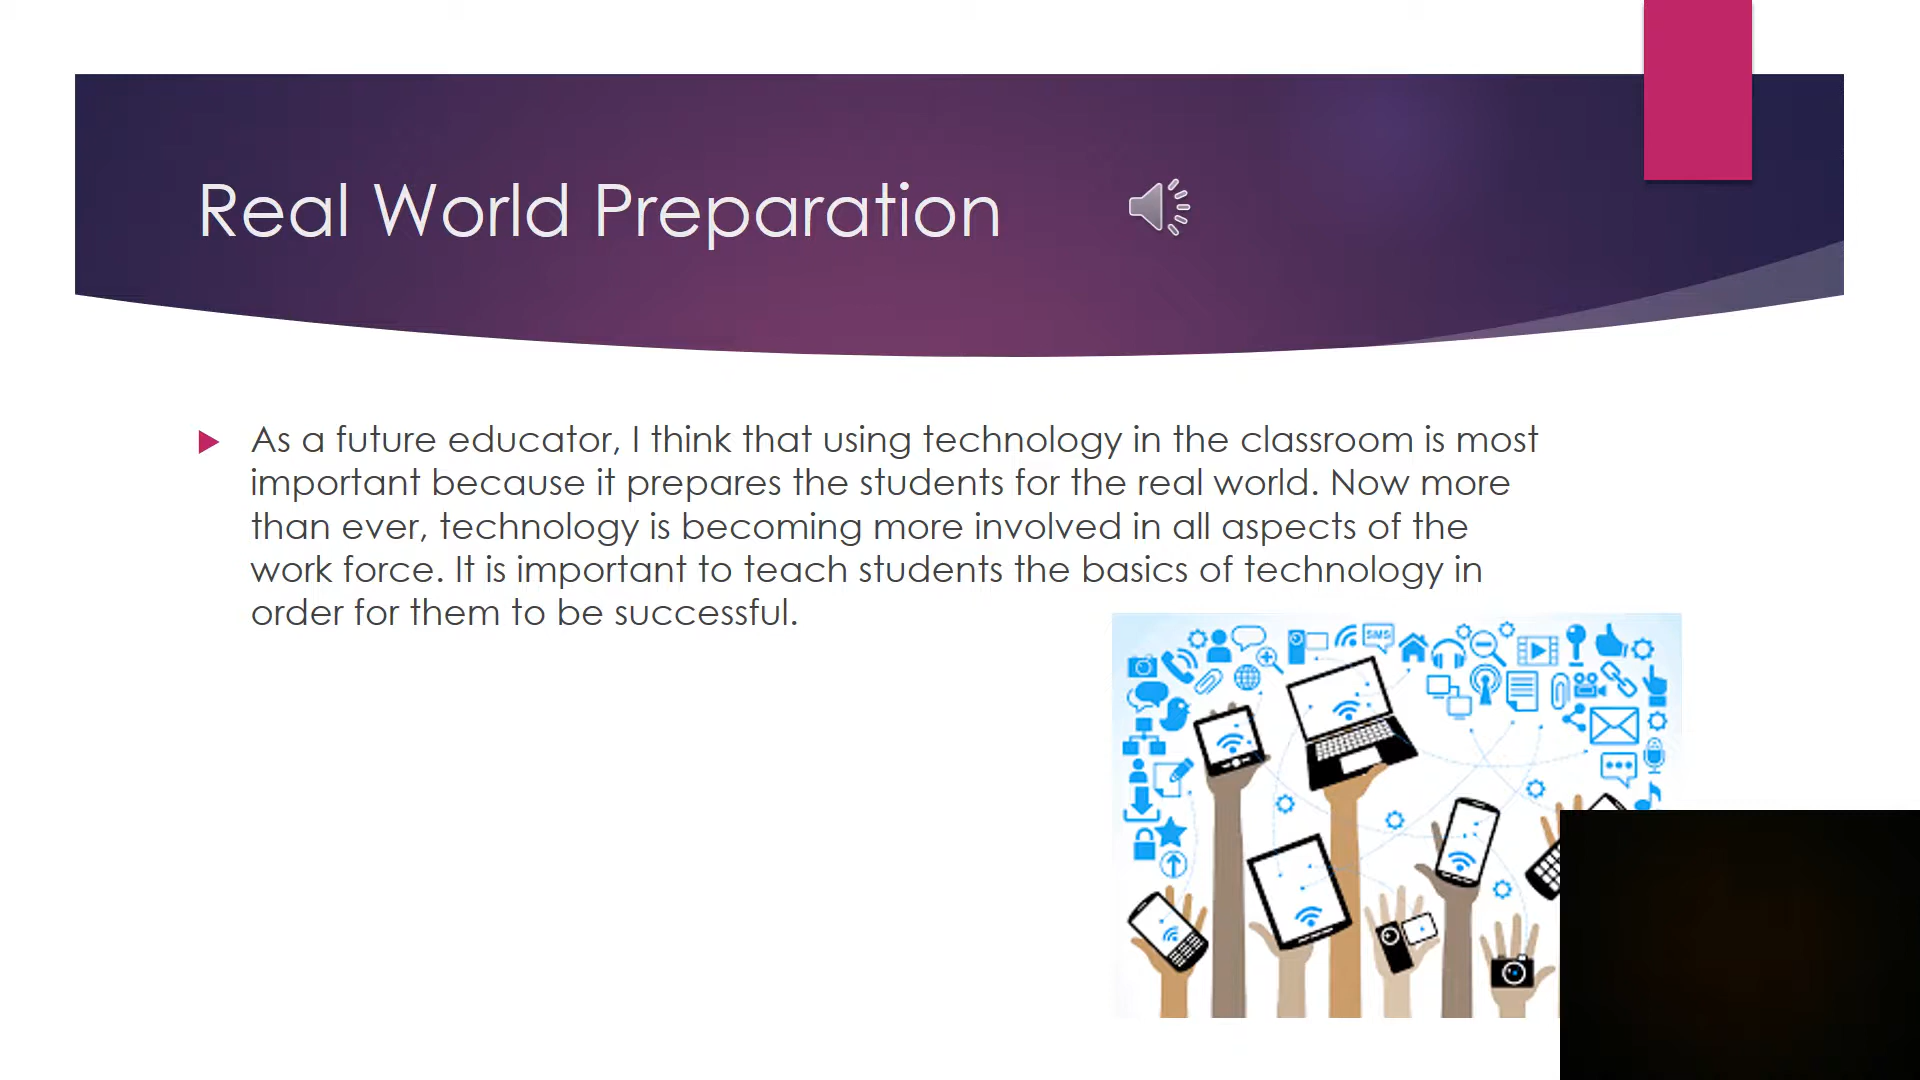 Real World Preparation
As a future educator, I think that using technology in the classroom is most
important because it prepares the students for the real world. Now more
than ever, technology is becoming more involved in all aspects of the
work force. It is important to teach students the basics of technology in
order for them to be successful.
SMS